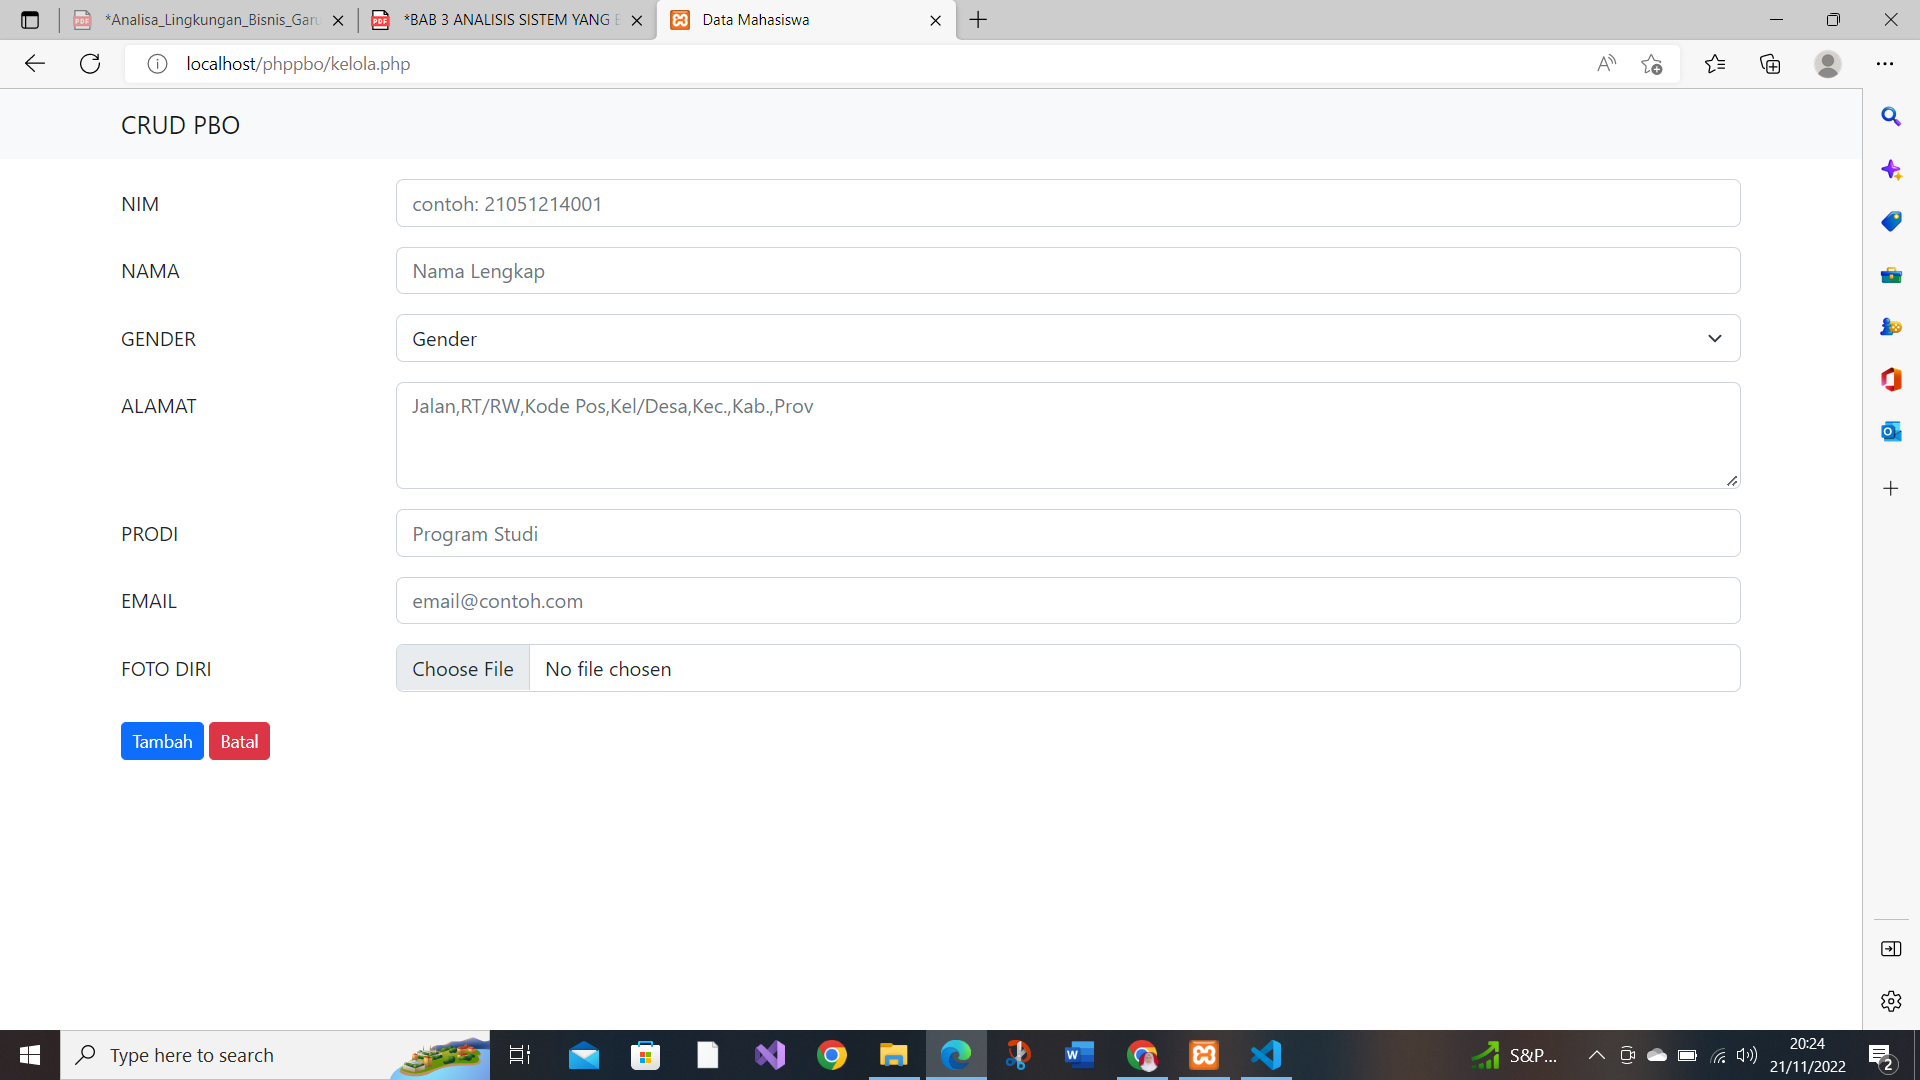 *Analisa_Lingkungan_Bisnis_Garu
*BAB 3 ANALISIS SISTEM YANG B
Data Mahasiswa
localhost/phppbo/kelola.php
CRUD PBO
NIM
contoh: 21051214001
NAMA
Nama Lengkap
GENDER
Gender
ALAMAT
Jalan,RT/RW,Kode Pos,Kel/Desa,Kec.,Kab.,Prov
PRODI
Program Studi
EMAIL
email@contoh.com
FOTO DIRI
Choose File No file chosen
Tambah Batal
Type here to search
S&P...
20:24
21/11/2022
2